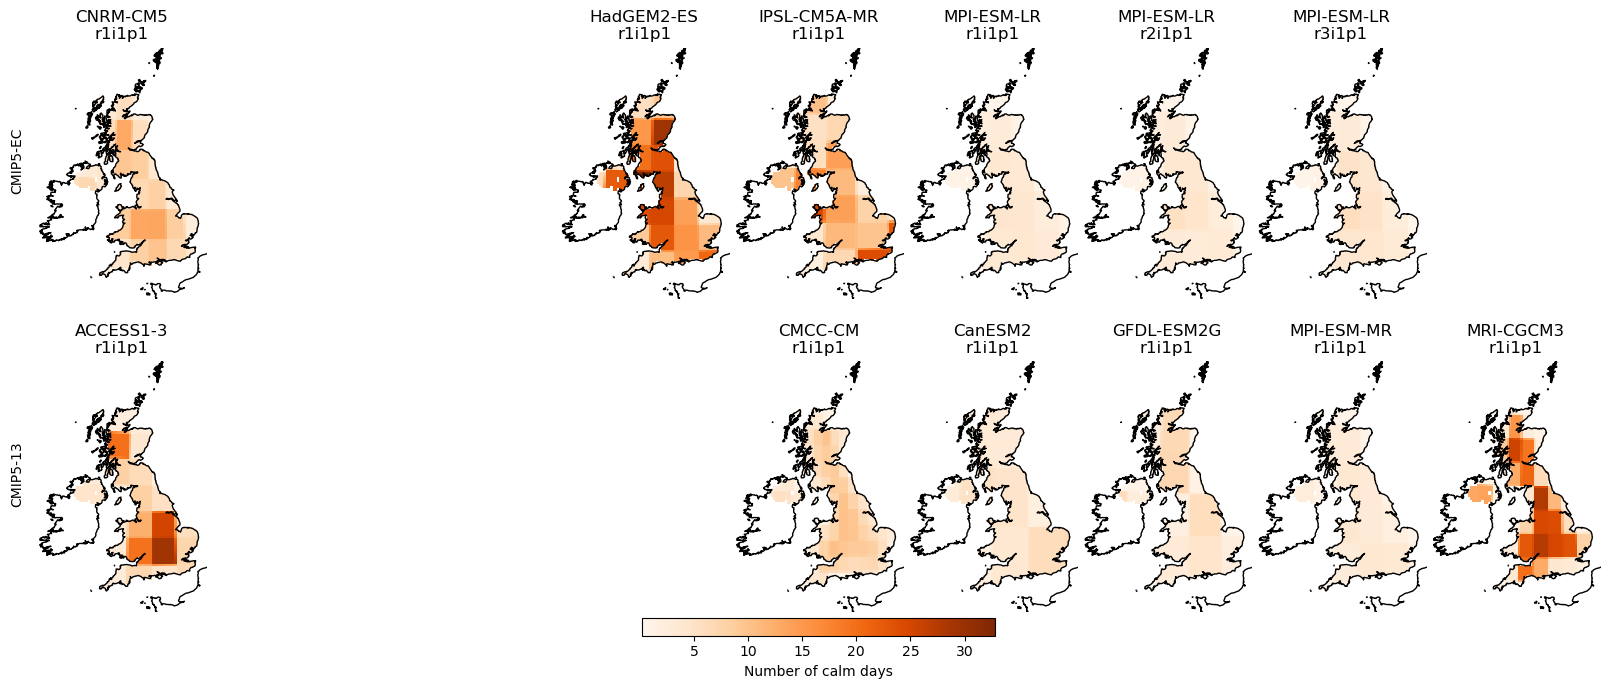 CNRM-CM5
r1i1p1
HadGEM2-ES
r1i1p1
IPSL-CM5A-MR
r1i1p1
MPI-ESM-LR
r1i1p1
MPI-ESM-LR
r2i1p1
MPI-ESM-LR
r3i1p1
CMIP5-EC
ACCESS1-3
r1i1p1
CMCC-CM
r1i1p1
CanESM2
r1i1p1
GFDL-ESM2G
r1i1p1
MPI-ESM-MR
r1i1p1
MRI-CGCM3
r1i1p1
CMIP5-13
5 10 15 20 25 30
Number of calm days